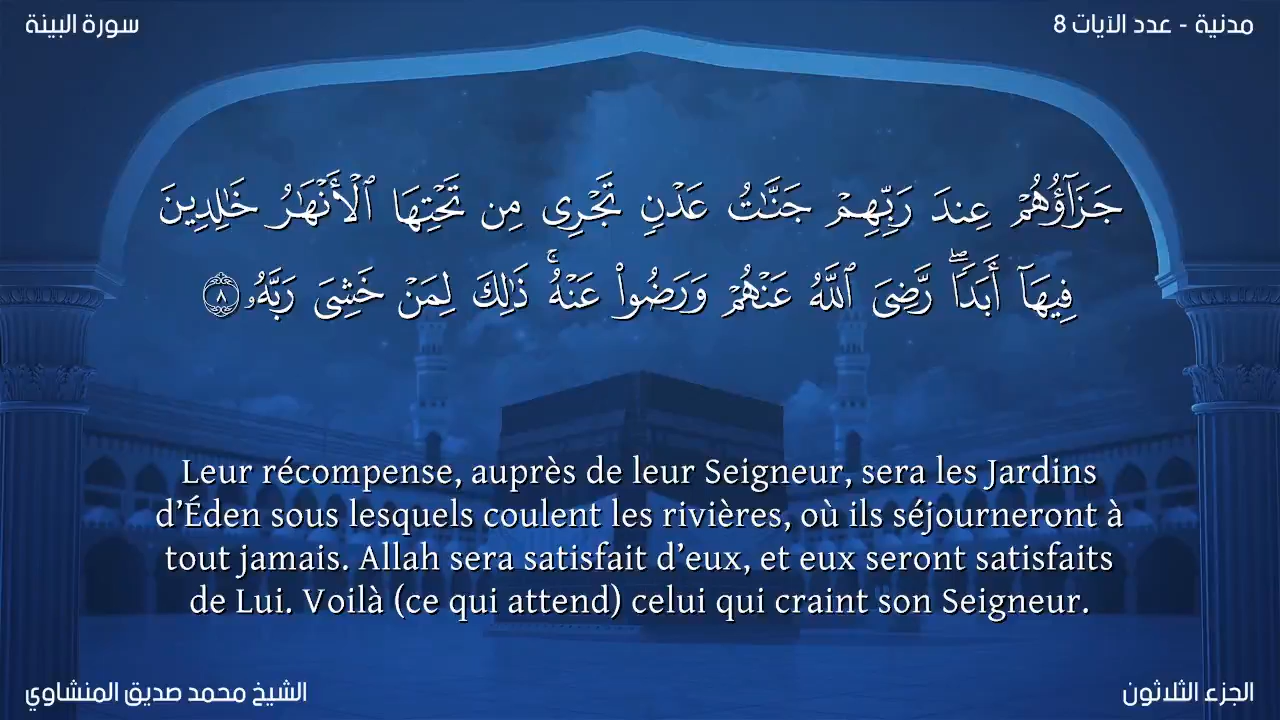 مدنية - عدد الآيات 8
سورة البينة
جَزَآؤُهُمْ عِندَ رَبِّهِمْ جَنَّٰتُ عَدْنٍ تَجْرِى مِن تَحْتِهَا ٱلْأَنْهَٰرُ خَٰلِدِينَ
فِيهَآ أَبَدًا ۖ رَّضِىَ ٱللَّهُ عَنْهُمْ وَرَضُوا۟ عَنْهُ ۚ ذَٰلِكَ لِمَنْ خَشِىَ رَبَّهُۥ ٨
Leur récompense, auprès de leur Seigneur, sera les Jardins
d’Éden sous lesquels coulent les rivières, où ils séjourneront à
tout jamais. Allah sera satisfait d’eux, et eux seront satisfaits
de Lui. Voilà (ce qui attend) celui qui craint son Seigneur.
الجزء الثلاثون
الشيخ محمد صديق المنشاوي